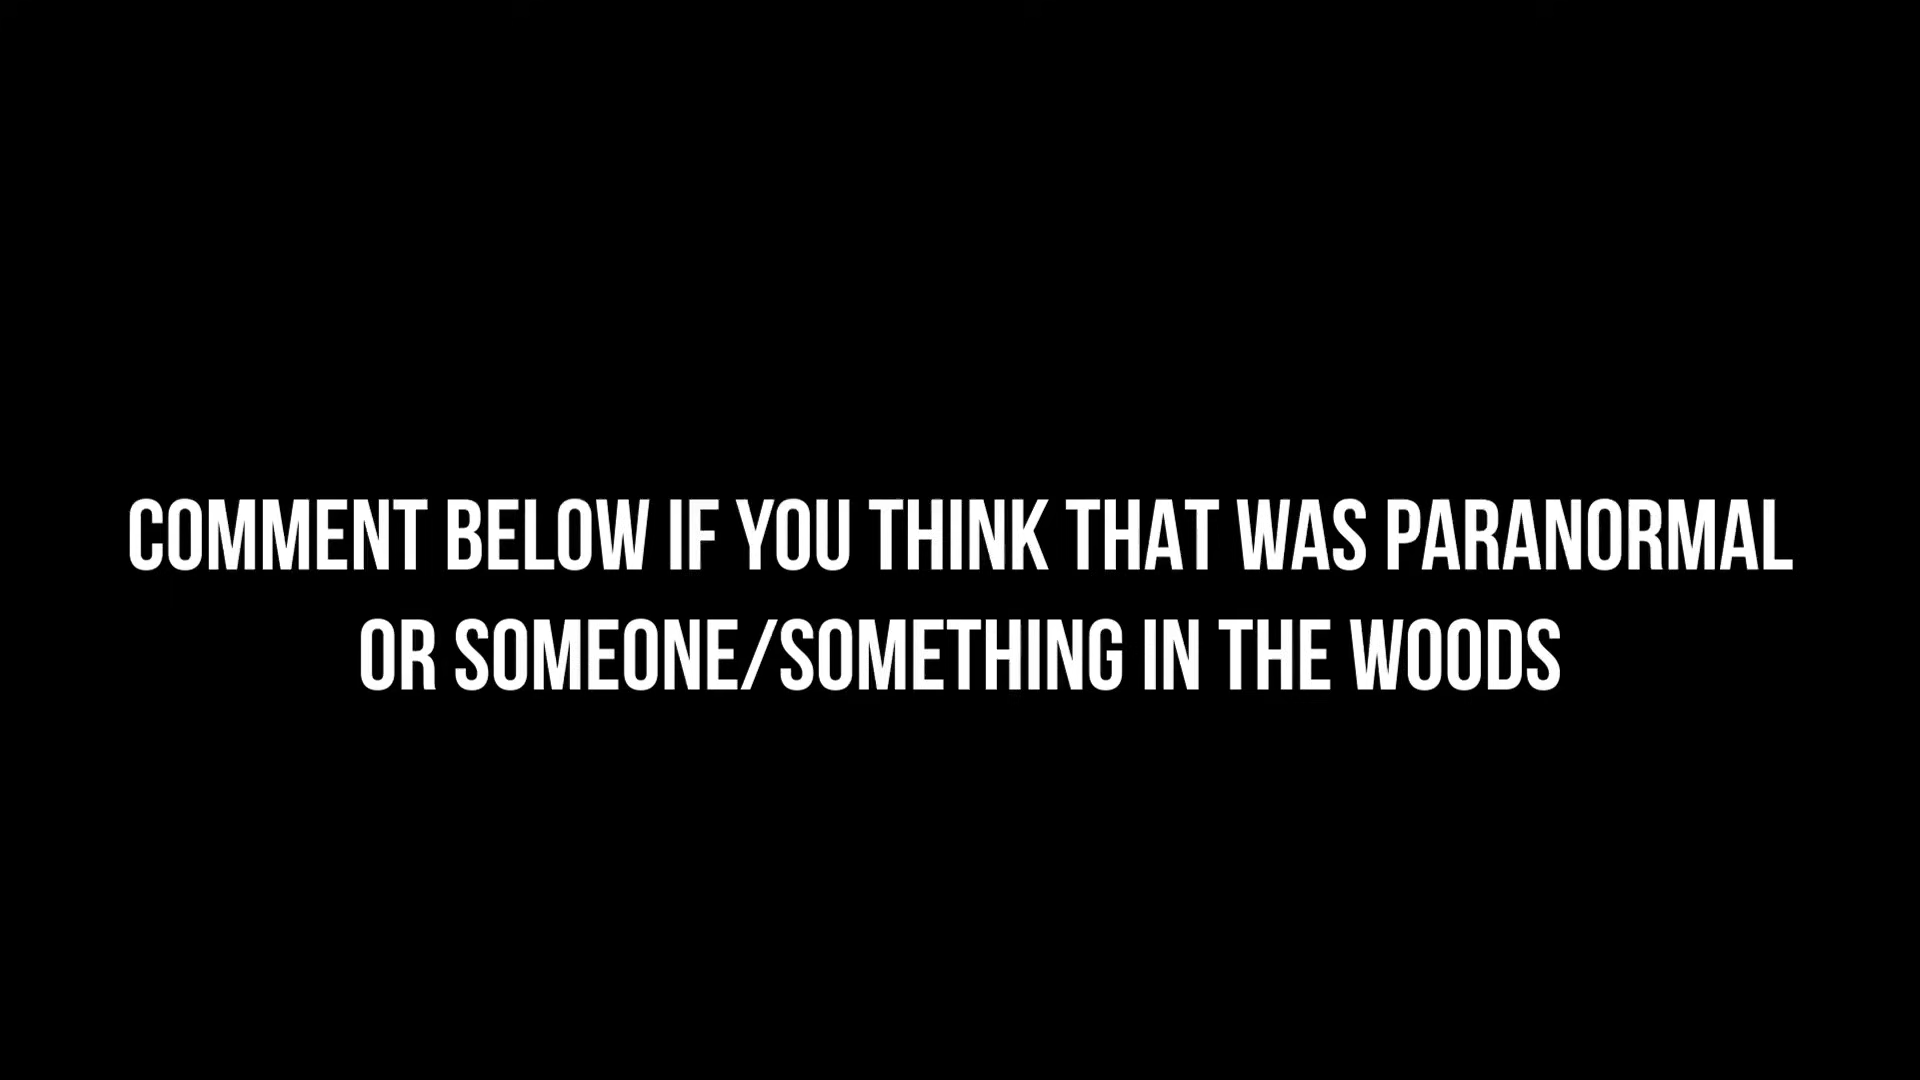 COMMENT BELOW IF YOU THINK THAT WAS PARANORMAL
OR SOMEONE/SOMETHING IN THE WOODS